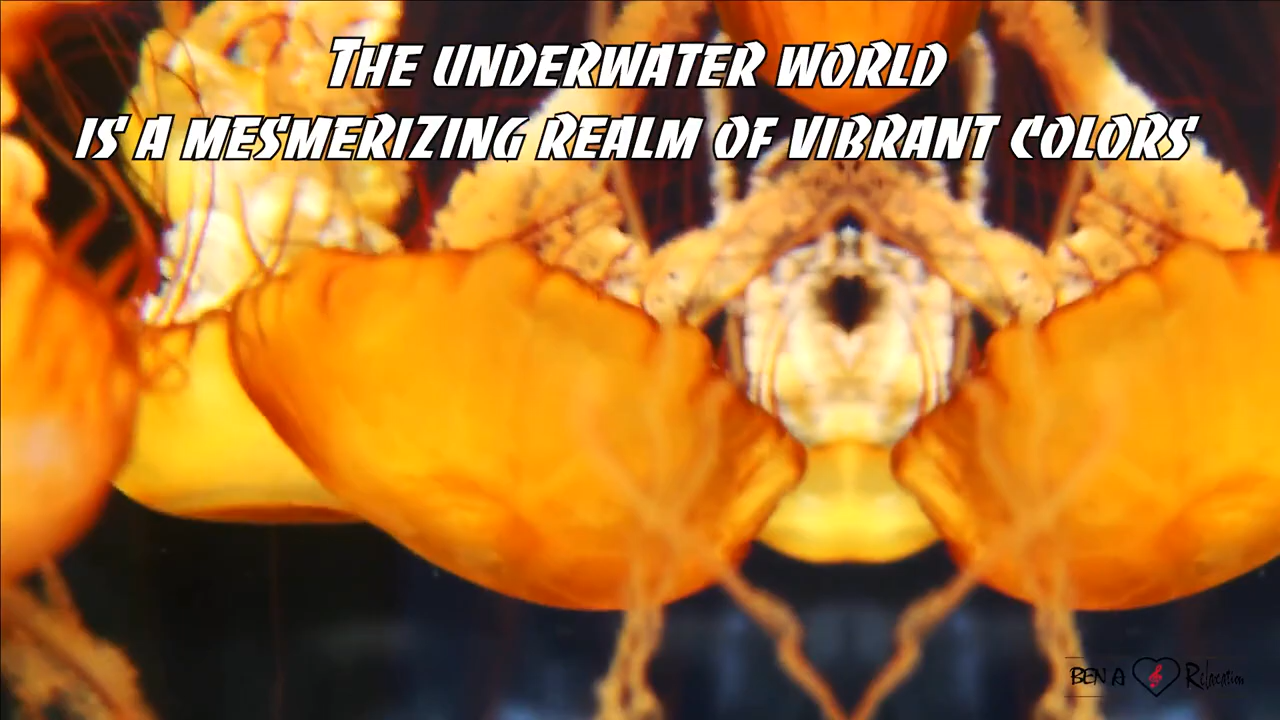 The underwater world
is a mesmerizing realm of vibrant colors
BEN A Relaxation